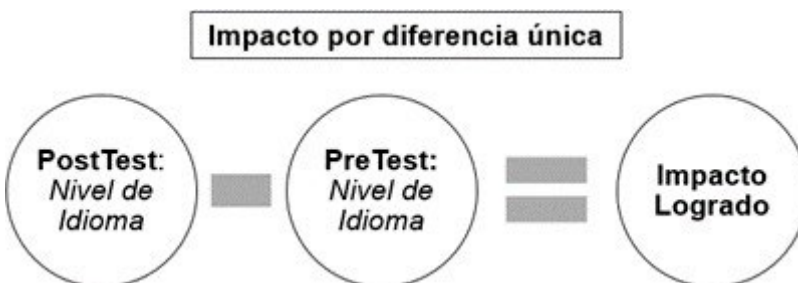 Impacto por diferencia única
PostTest:
Nivel de
Idioma
PreTest:
Nivel de
Idioma
Impacto
Logrado